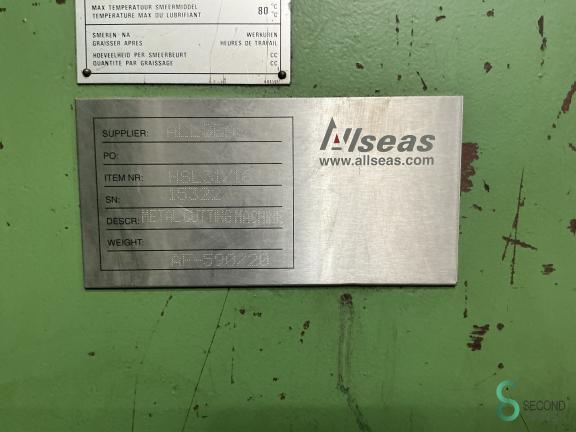 MAX TEMPERATUUR SMEERMIDDEL °C
TEMPERATURE MAX DU LUBRIFIANT 80 °C
SMEREN NA WERKUREN
GRAISSER APRES HEURES DE TRAVAIL
HOEVEELHEID PER SMEERBEURT CC
QUANTITE PAR GRAISSAGE CC
Allseas
www.allseas.com
SUPPLIER: ALLSEAS
PO:
ITEM NR:
SN: 15322
DESCR: METAL CUTTING MACHINE
WEIGHT:
AF-590/20
SECOND